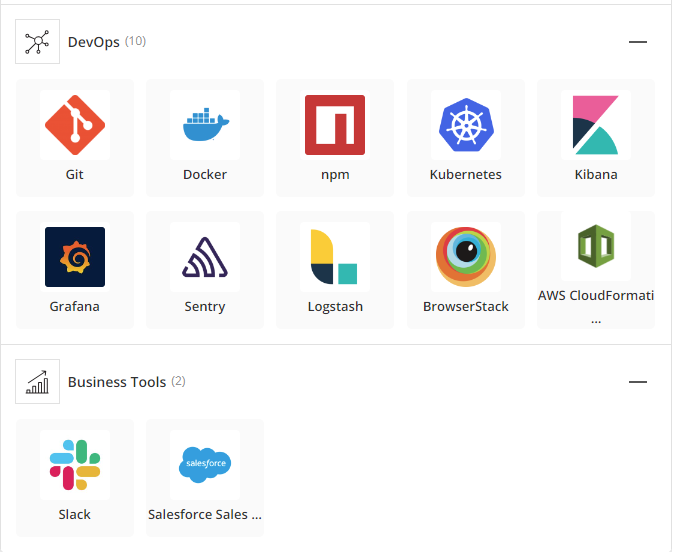 DevOps (10)
Git
Docker
npm
Kubernetes
Kibana
Grafana
Sentry
Logstash
BrowserStack
AWS CloudFormati
...
Business Tools (2)
salesforce
Slack
Salesforce Sales ...